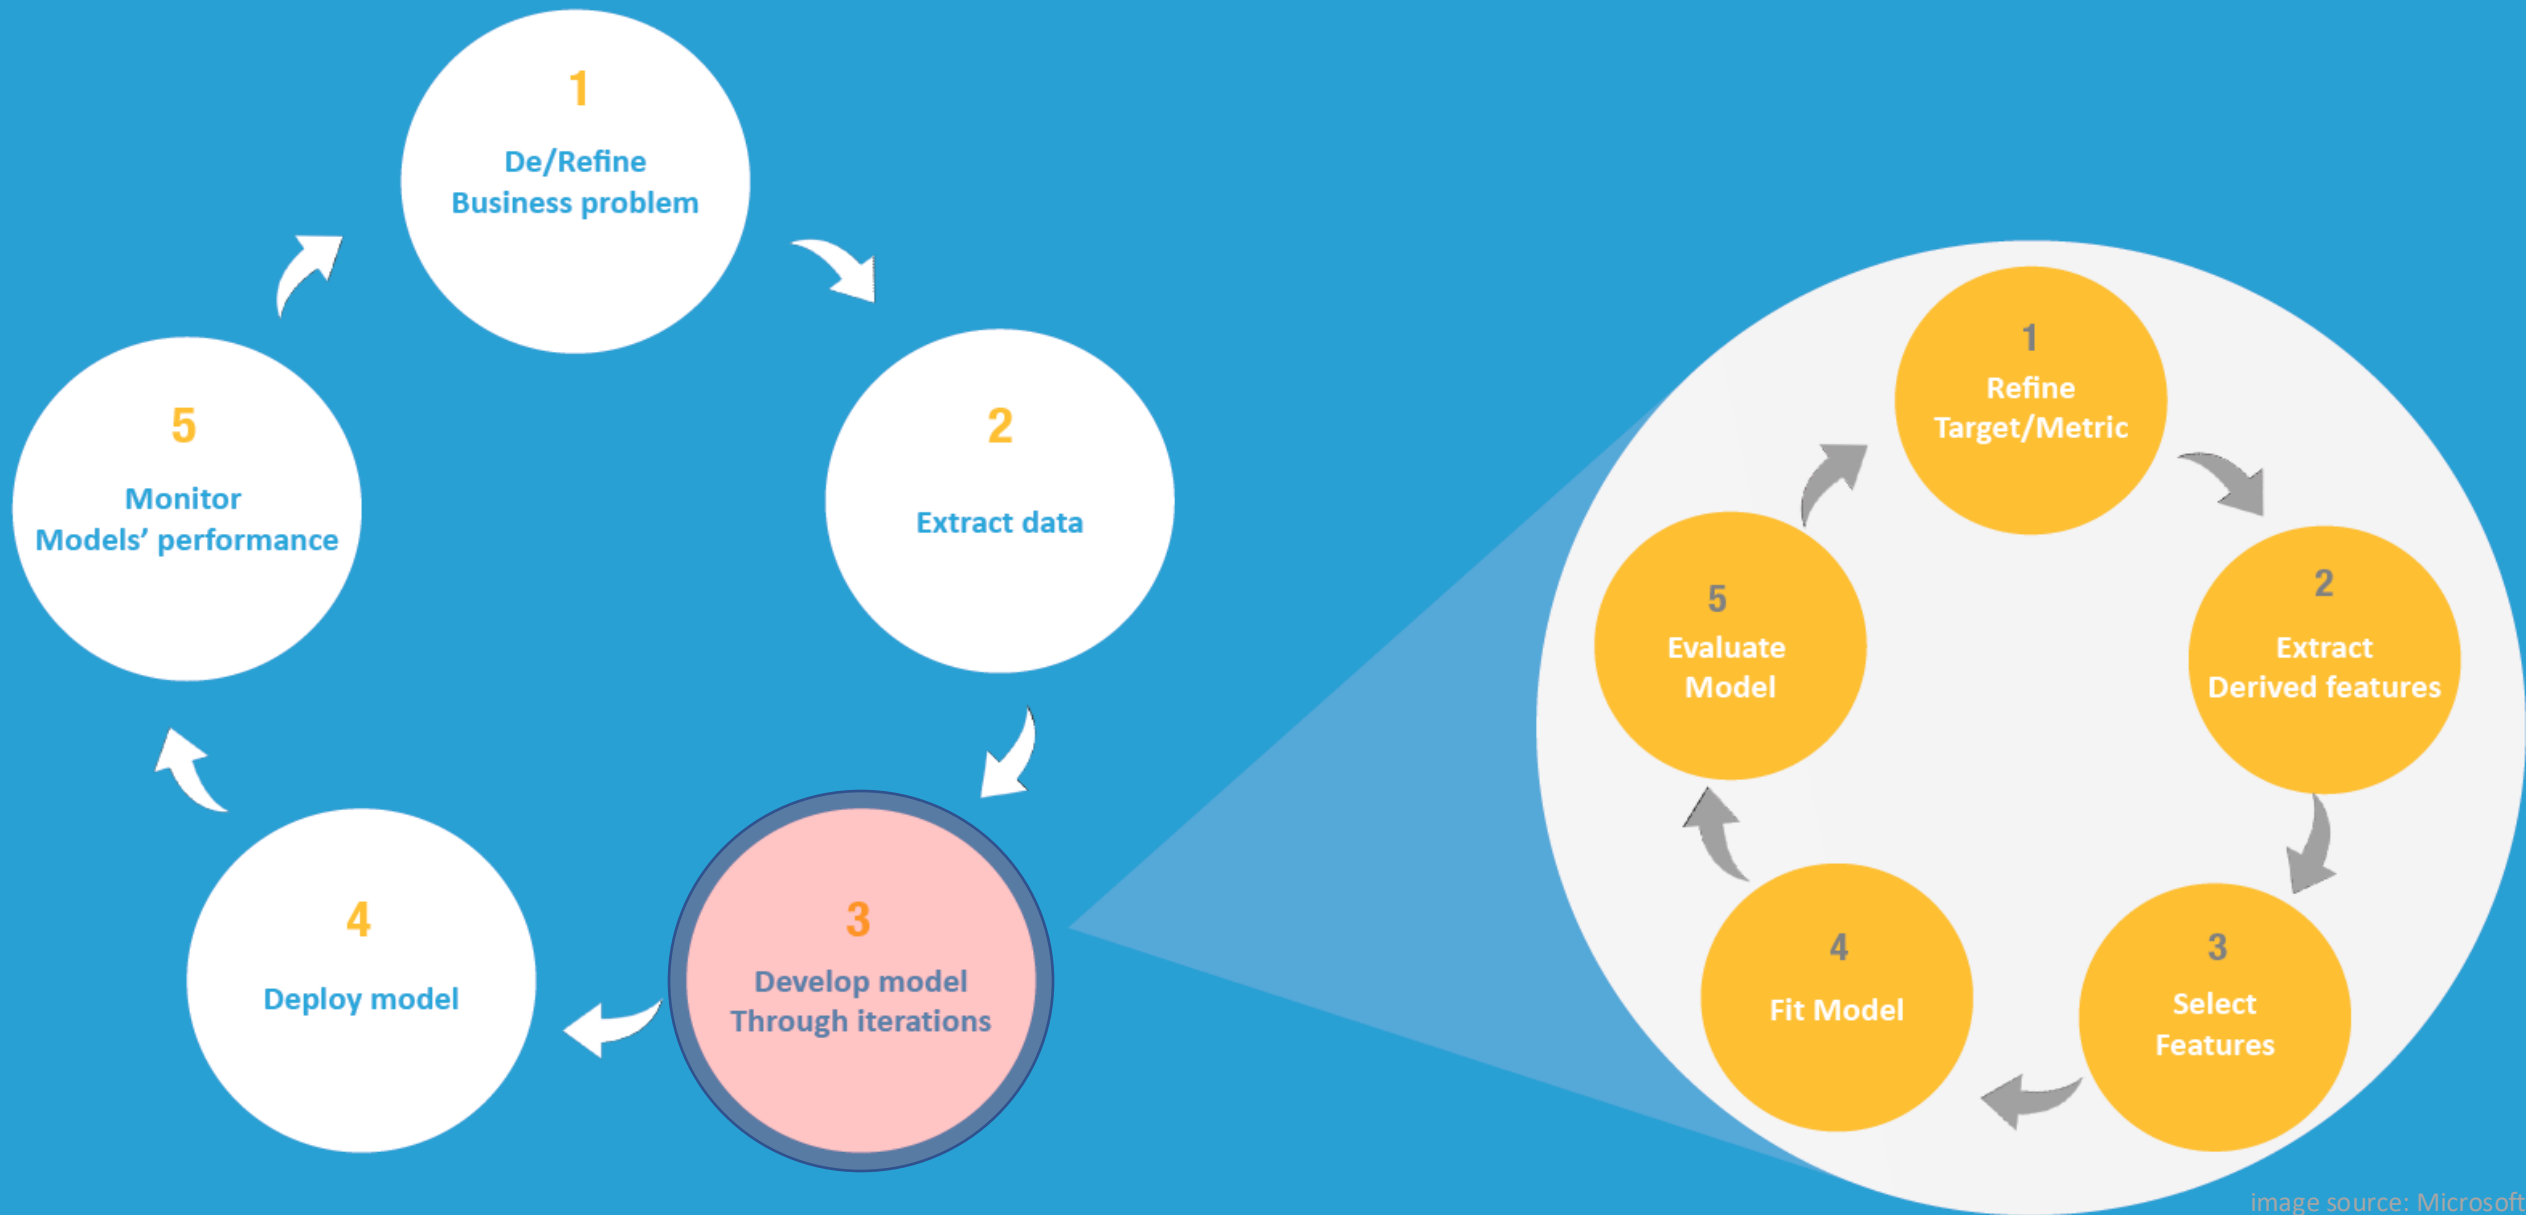 1
De/Refine
Business problem
2
Extract data
3
Develop model
Through iterations
4
Deploy model
5
Monitor
Models’ performance
1
Refine
Target/Metric
2
Extract
Derived features
3
Select
Features
4
Fit Model
5
Evaluate
Model
image source: Microsoft